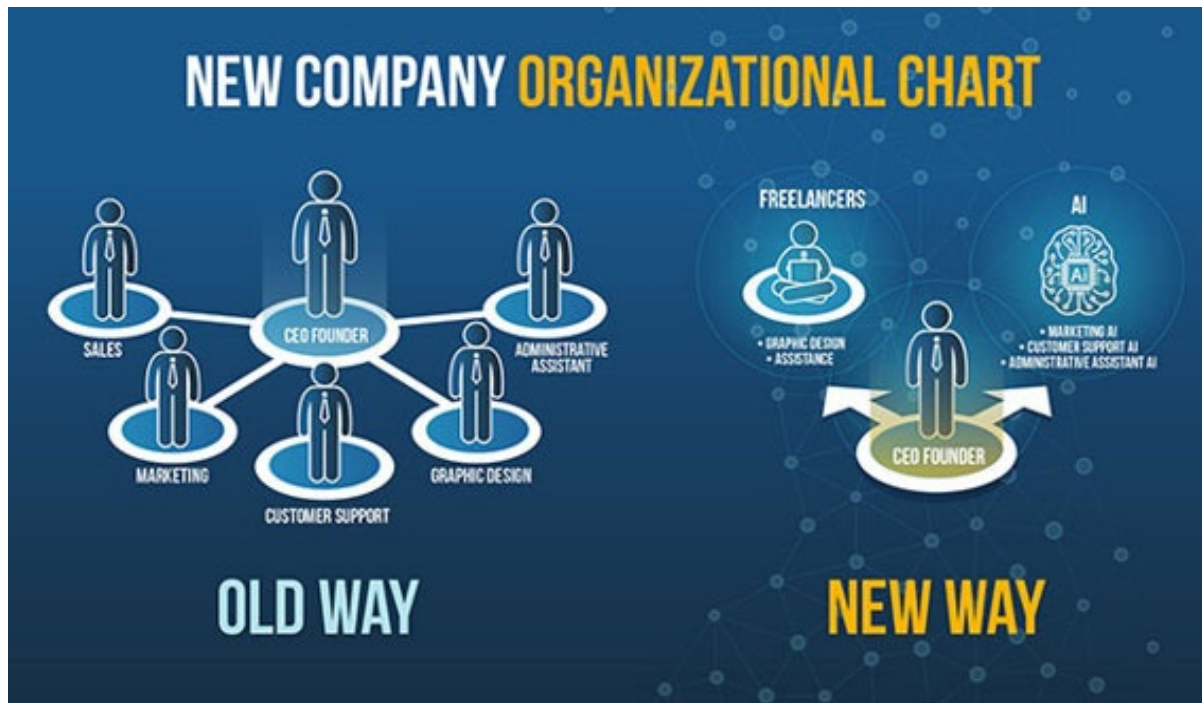 NEW COMPANY ORGANIZATIONAL CHART
SALES
CEO FOUNDER
ADMINISTRATIVE
ASSISTANT
MARKETING
GRAPHIC DESIGN
CUSTOMER SUPPORT
OLD WAY
FREELANCERS
• GRAPHIC DESIGN
• ASSISTANCE
AI
AI
• MARKETING AI
• CUSTOMER SUPPORT AI
• ADMINISTRATIVE ASSISTANT AI
CEO FOUNDER
NEW WAY